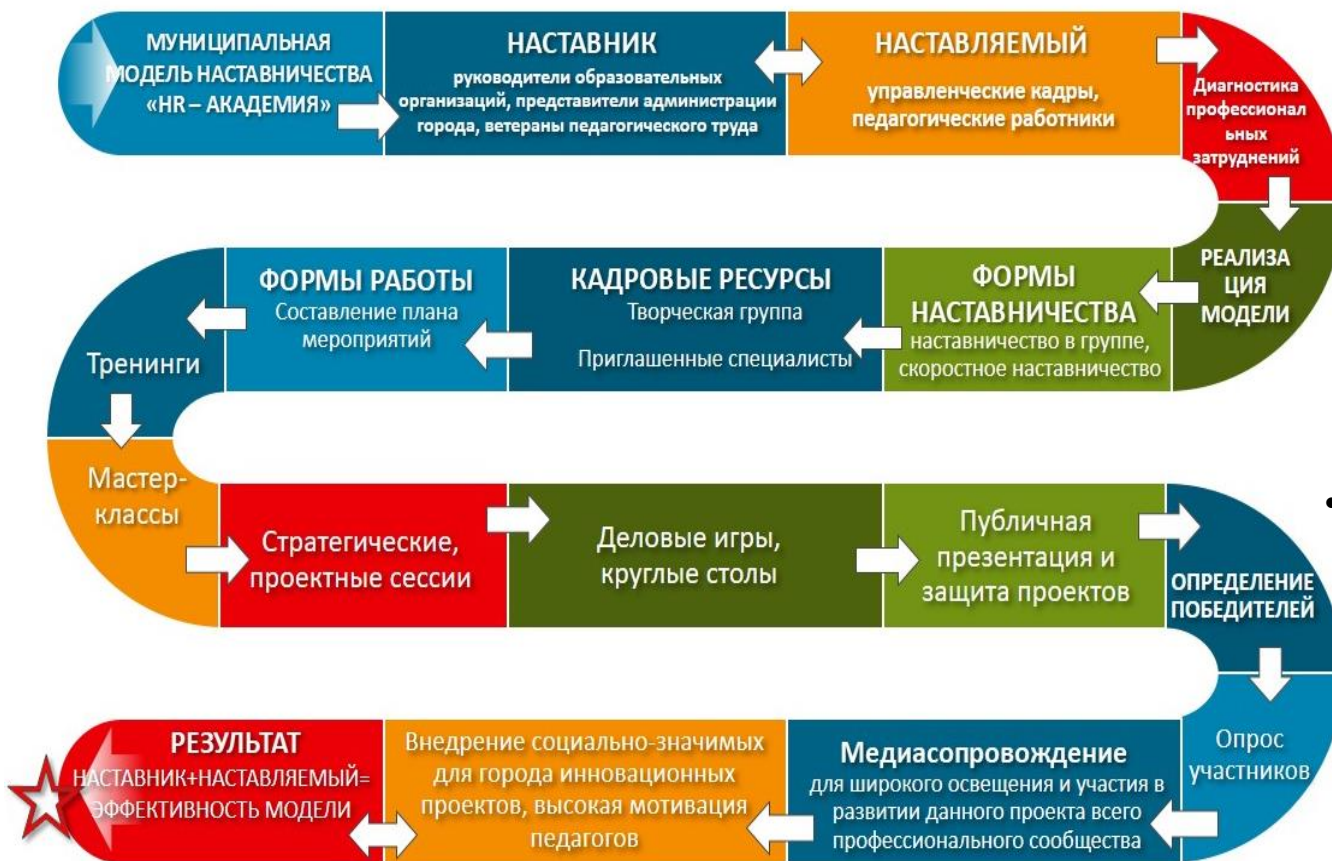 МУНИЦИПАЛЬНАЯ
МОДЕЛЬ НАСТАВНИЧЕСТВА
«HR – АКАДЕМИЯ»
НАСТАВНИК
руководители образовательных
организаций, представители администрации
города, ветераны педагогического труда
НАСТАВЛЯЕМЫЙ
управленческие кадры,
педагогические работники
Диагностика
профессионал
ьных
затруднений
РЕАЛИЗА
ЦИЯ
МОДЕЛИ
ФОРМЫ
НАСТАВНИЧЕСТВА
наставничество в группе,
скоростное наставничество
КАДРОВЫЕ РЕСУРСЫ
Творческая группа
Приглашенные специалисты
ФОРМЫ РАБОТЫ
Составление плана
мероприятий
Тренинги
Мастер-
классы
Стратегические,
проектные сессии
Деловые игры,
круглые столы
Публичная
презентация и
защита проектов
ОПРЕДЕЛЕНИЕ
ПОБЕДИТЕЛЕЙ
Опрос
участников
Медиасопровождение
для широкого освещения и участия в
развитии данного проекта всего
профессионального сообщества
Внедрение социально-значимых
для города инновационных
проектов, высокая мотивация
педагогов
РЕЗУЛЬТАТ
НАСТАВНИК+НАСТАВЛЯЕМЫЙ=
ЭФФЕКТИВНОСТЬ МОДЕЛИ